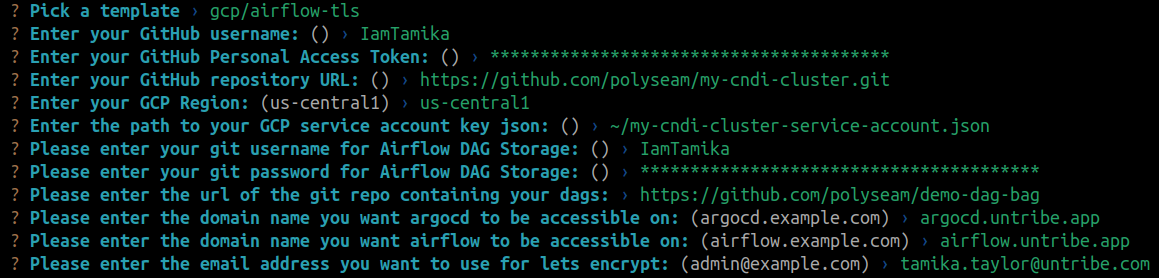 ? Pick a template › gcp/airflow-tls
? Enter your GitHub username: () › IamTamika
? Enter your GitHub Personal Access Token: () › ****************************************
? Enter your GitHub repository URL: () › https://github.com/polyseam/my-cndi-cluster.git
? Enter your GCP Region: (us-central1) › us-central1
? Enter the path to your GCP service account key json: () › ~/my-cndi-cluster-service-account.json
? Please enter your git username for Airflow DAG Storage: () › IamTamika
? Please enter your git password for Airflow DAG Storage: () › ****************************************
? Please enter the url of the git repo containing your dags: › https://github.com/polyseam/demo-dag-bag
? Please enter the domain name you want argocd to be accessible on: (argocd.example.com) › argocd.untribe.app
? Please enter the domain name you want airflow to be accessible on: (airflow.example.com) › airflow.untribe.app
? Please enter the email address you want to use for lets encrypt: (admin@example.com) › tamika.taylor@untribe.com